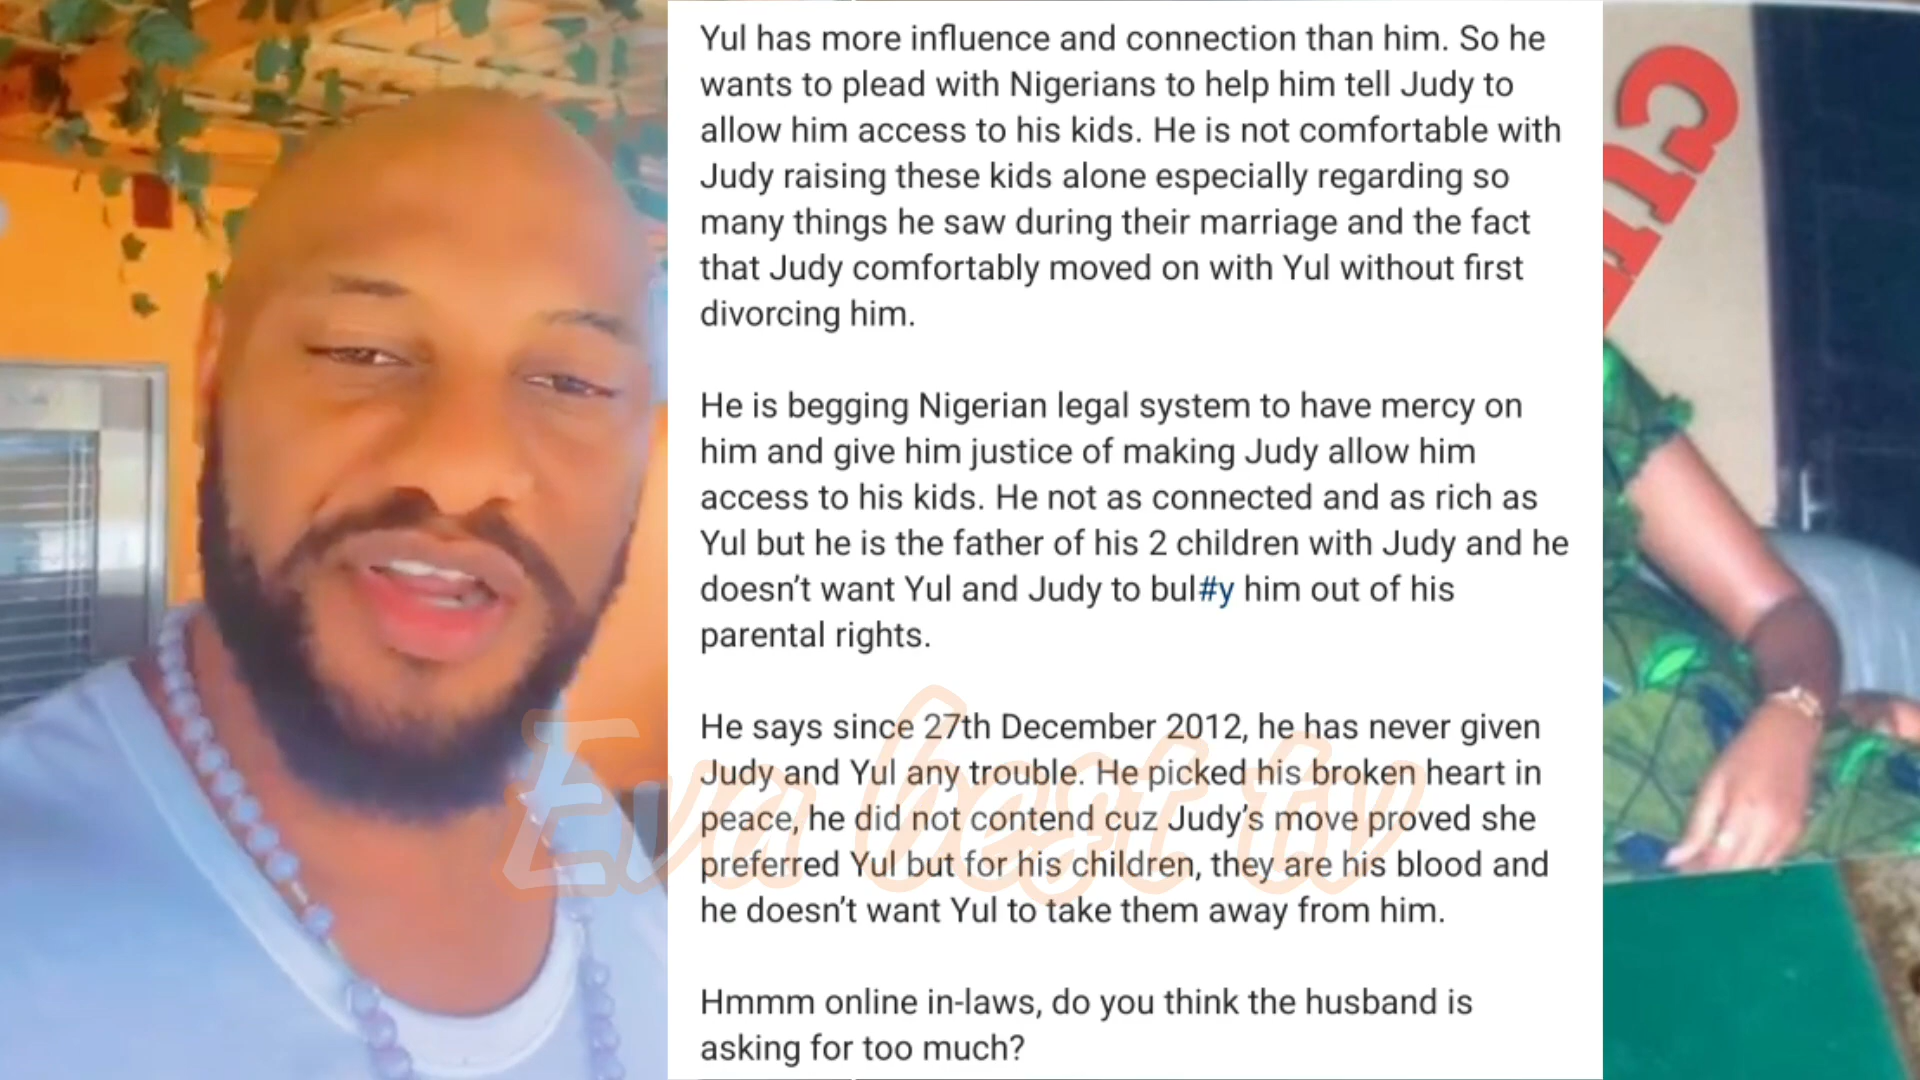 Yul has more influence and connection than him. So he
wants to plead with Nigerians to help him tell Judy to
allow him access to his kids. He is not comfortable with
Judy raising these kids alone especially regarding so
many things he saw during their marriage and the fact
that Judy comfortably moved on with Yul without first
divorcing him.
He is begging Nigerian legal system to have mercy on
him and give him justice of making Judy allow him
access to his kids. He not as connected and as rich as
Yul but he is the father of his 2 children with Judy and he
doesn’t want Yul and Judy to bul#y him out of his
parental rights.
He says since 27th December 2012, he has never given
Judy and Yul any trouble. He picked his broken heart in
peace, he did not contend cuz Judy’s move proved she
preferred Yul but for his children, they are his blood and
he doesn’t want Yul to take them away from him.
Hmmm online in-laws, do you think the husband is
asking for too much?
Eva best tv